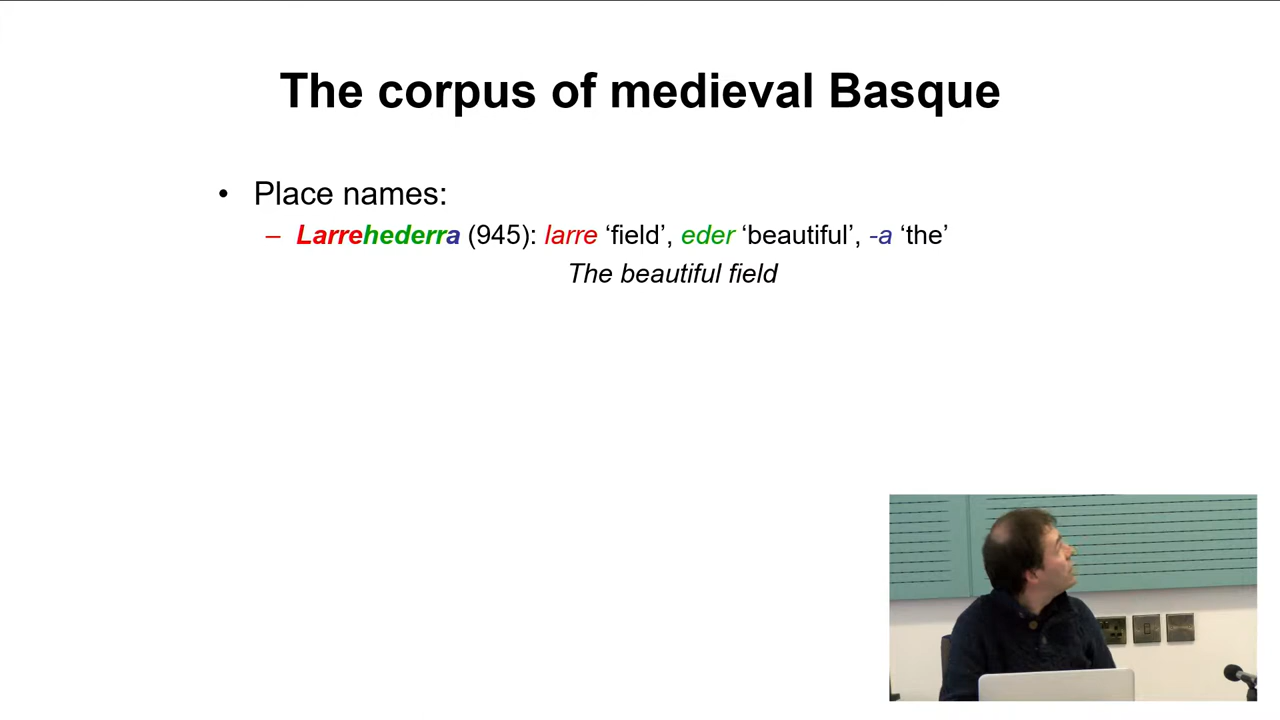 The corpus of medieval Basque
• Place names:
– Larrehederra (945): larre ‘field’, eder ‘beautiful’, -a ‘the’
The beautiful field